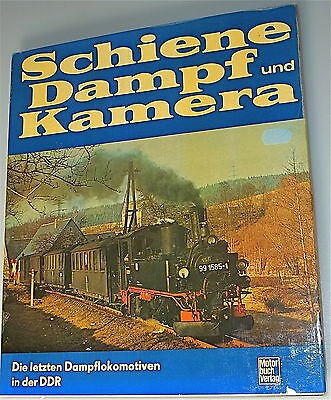 Schiene
Dampf und
Kamera
99 1585-1
Die letzten Dampflokomotiven
in der DDR
Motor
buch
Verlag